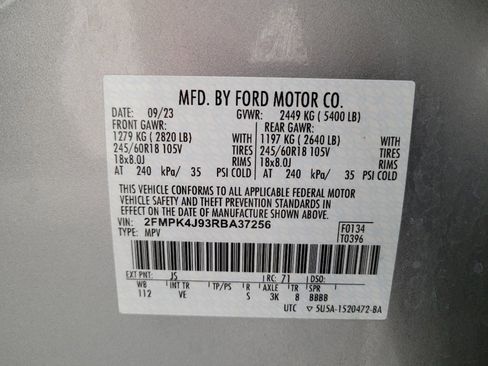 MFD. BY FORD MOTOR CO.
DATE: 09/23 GVWR: 2449 KG ( 5400 LB)
FRONT GAWR: REAR GAWR:
1279 KG ( 2820 LB) WITH 1197 KG ( 2640 LB) WITH
245/60R18 105V TIRES 245/60R18 105V TIRES
18x8.0J RIMS 18x8.0J RIMS
AT 240 kPa/ 35 PSI COLD AT 240 kPa/ 35 PSI COLD
THIS VEHICLE CONFORMS TO ALL APPLICABLE FEDERAL MOTOR
VEHICLE SAFETY AND THEFT PREVENTION STANDARDS IN EFFECT
ON THE DATE OF MANUFACTURE SHOWN ABOVE.
VIN: 2FMPK4J93RBA37256 F0134
TYPE: MPV T0396
EXT PNT: JS RC: 71 DSO:
WB INT TR TP/PS R AXLE TR SPR
112 VE S 3K 8 BBBB
UTC ▽ 5U5A-1520472-BA